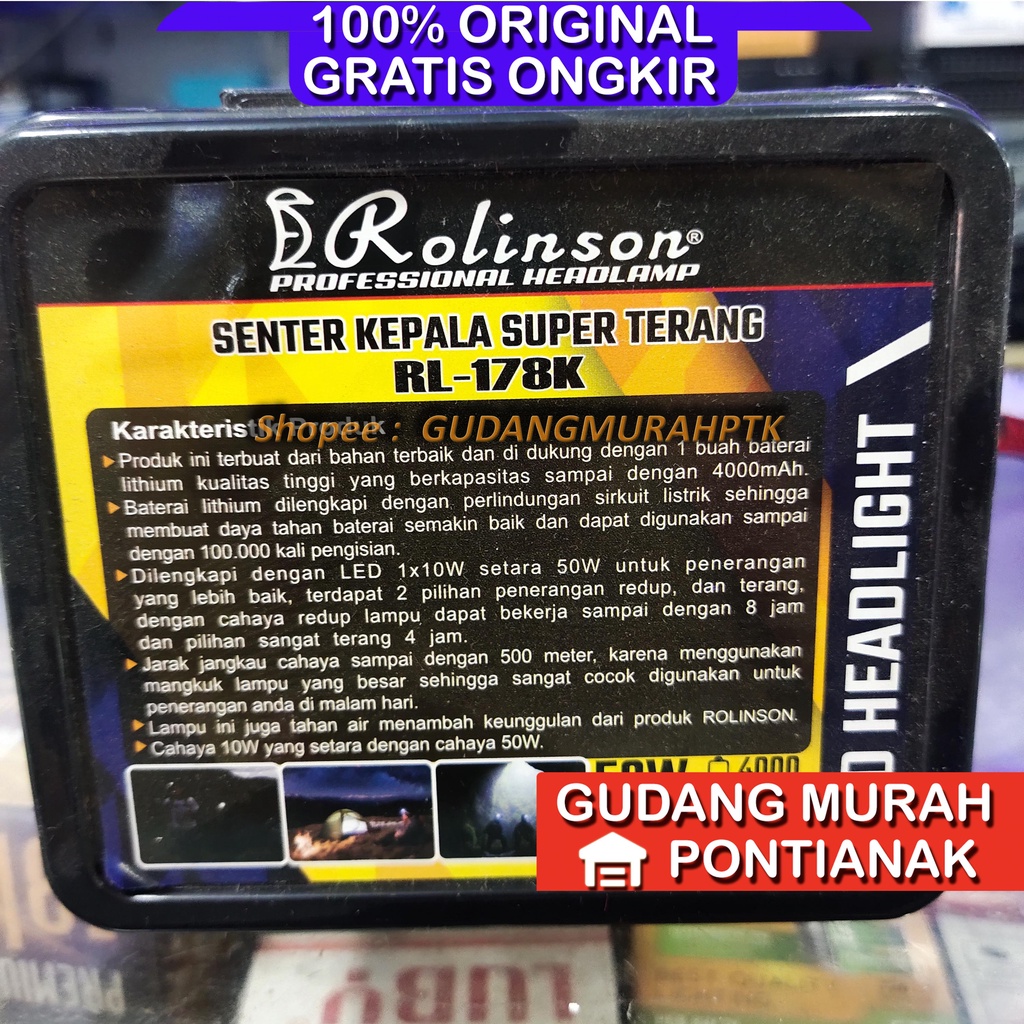 100% ORIGINAL
GRATIS ONGKIR
Rolinson®
PROFESSIONAL HEADLAMP
SENTER KEPALA SUPER TERANG
RL-178K
Karakteristik Produk
Shopee : GUDANGMURAHPTK
Produk ini terbuat dari bahan terbaik dan di dukung dengan 1 buah baterai
lithium kualitas tinggi yang berkapasitas sampai dengan 4000mAh.
Baterai lithium dilengkapi dengan perlindungan sirkuit listrik sehingga
membuat daya tahan baterai semakin baik dan dapat digunakan sampai
dengan 100.000 kali pengisian.
Dilengkapi dengan LED 1x10W setara 50W untuk penerangan
yang lebih baik, terdapat 2 pilihan penerangan redup, dan terang,
dengan cahaya redup lampu dapat bekerja sampai dengan 8 jam
dan pilihan sangat terang 4 jam.
Jarak jangkau cahaya sampai dengan 500 meter, karena menggunakan
mangkuk lampu yang besar sehingga sangat cocok digunakan untuk
penerangan anda di malam hari.
Lampu ini juga tahan air menambah keunggulan dari produk ROLINSON.
Cahaya 10W yang setara dengan cahaya 50W.
50W 4000
HEADLIGHT
GUDANG MURAH
PONTIANAK
PREMIUM
LUBY